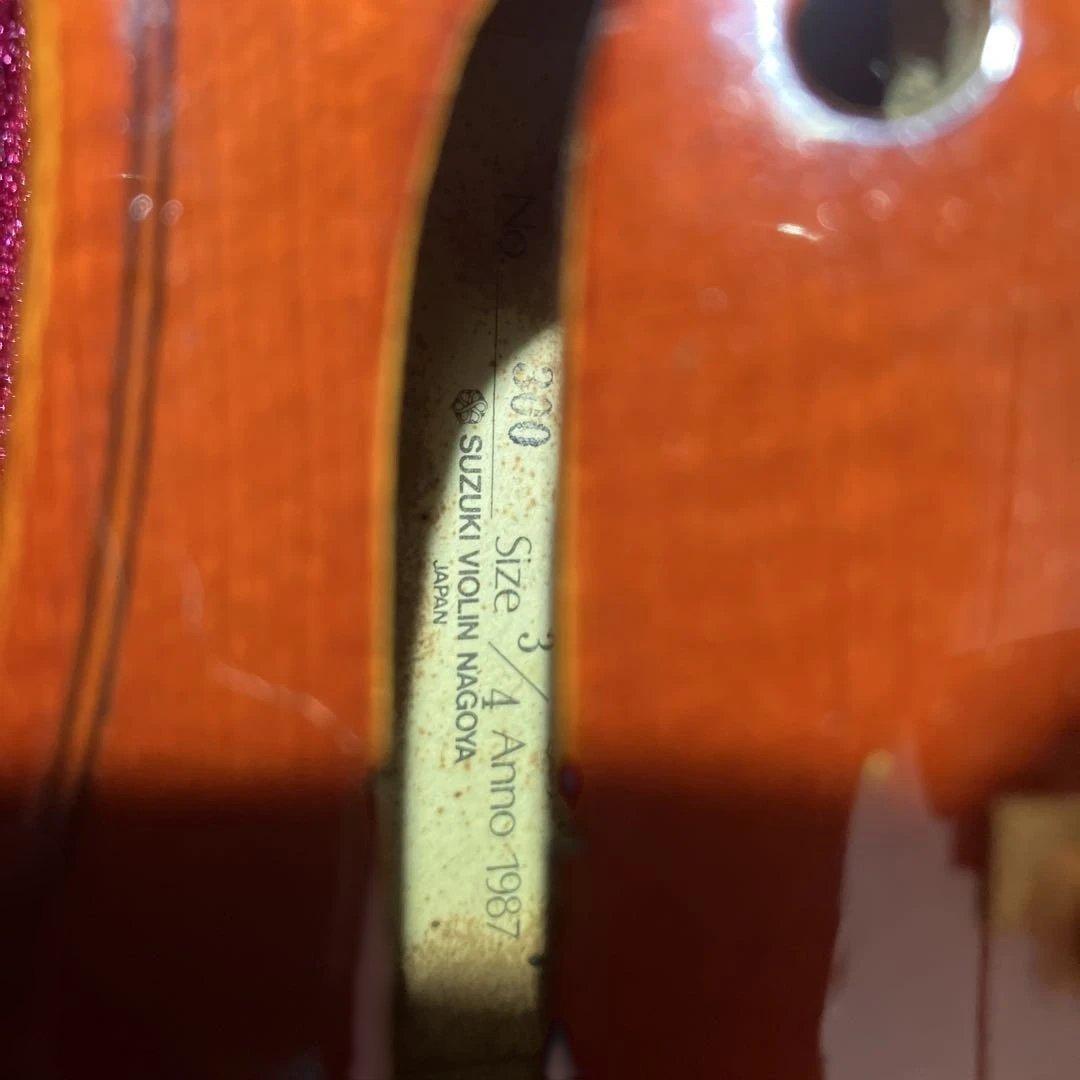 No. 300
Size 3/4 Anno 1987
SUZUKI VIOLIN NAGOYA
JAPAN